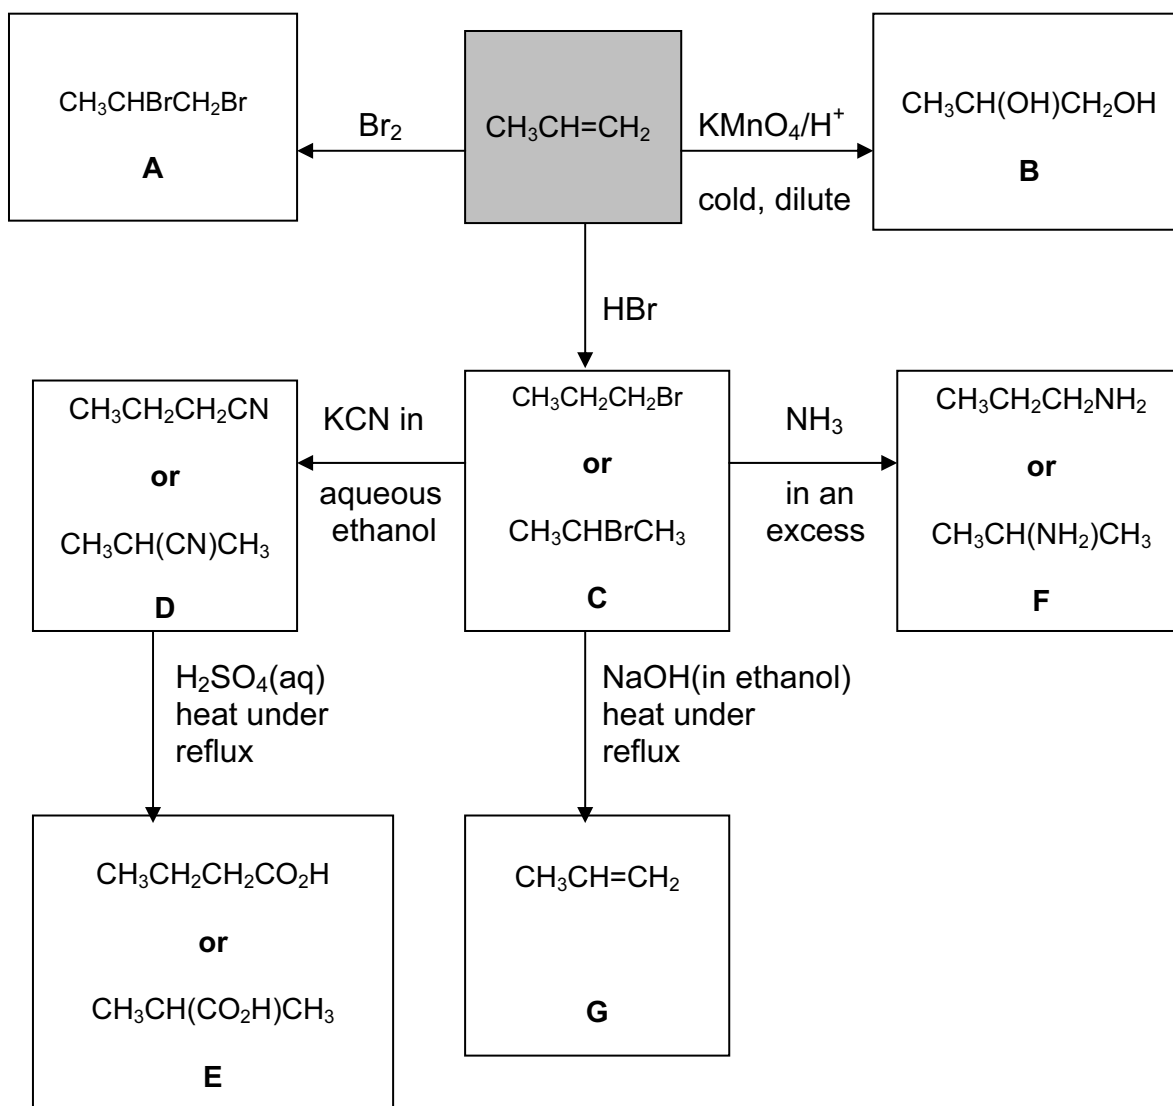 CH₃CHBrCH₂Br
A
Br₂
CH₃CH=CH₂
KMnO₄/H⁺
cold, dilute
CH₃CH(OH)CH₂OH
B
HBr
CH₃CH₂CH₂CN
or
CH₃CH(CN)CH₃
D
KCN in
aqueous
ethanol
CH₃CH₂CH₂Br
or
CH₃CHBrCH₃
C
NH₃
in an
excess
CH₃CH₂CH₂NH₂
or
CH₃CH(NH₂)CH₃
F
H₂SO₄(aq)
heat under
reflux
NaOH(in ethanol)
heat under
reflux
CH₃CH₂CH₂CO₂H
or
CH₃CH(CO₂H)CH₃
E
CH₃CH=CH₂
G